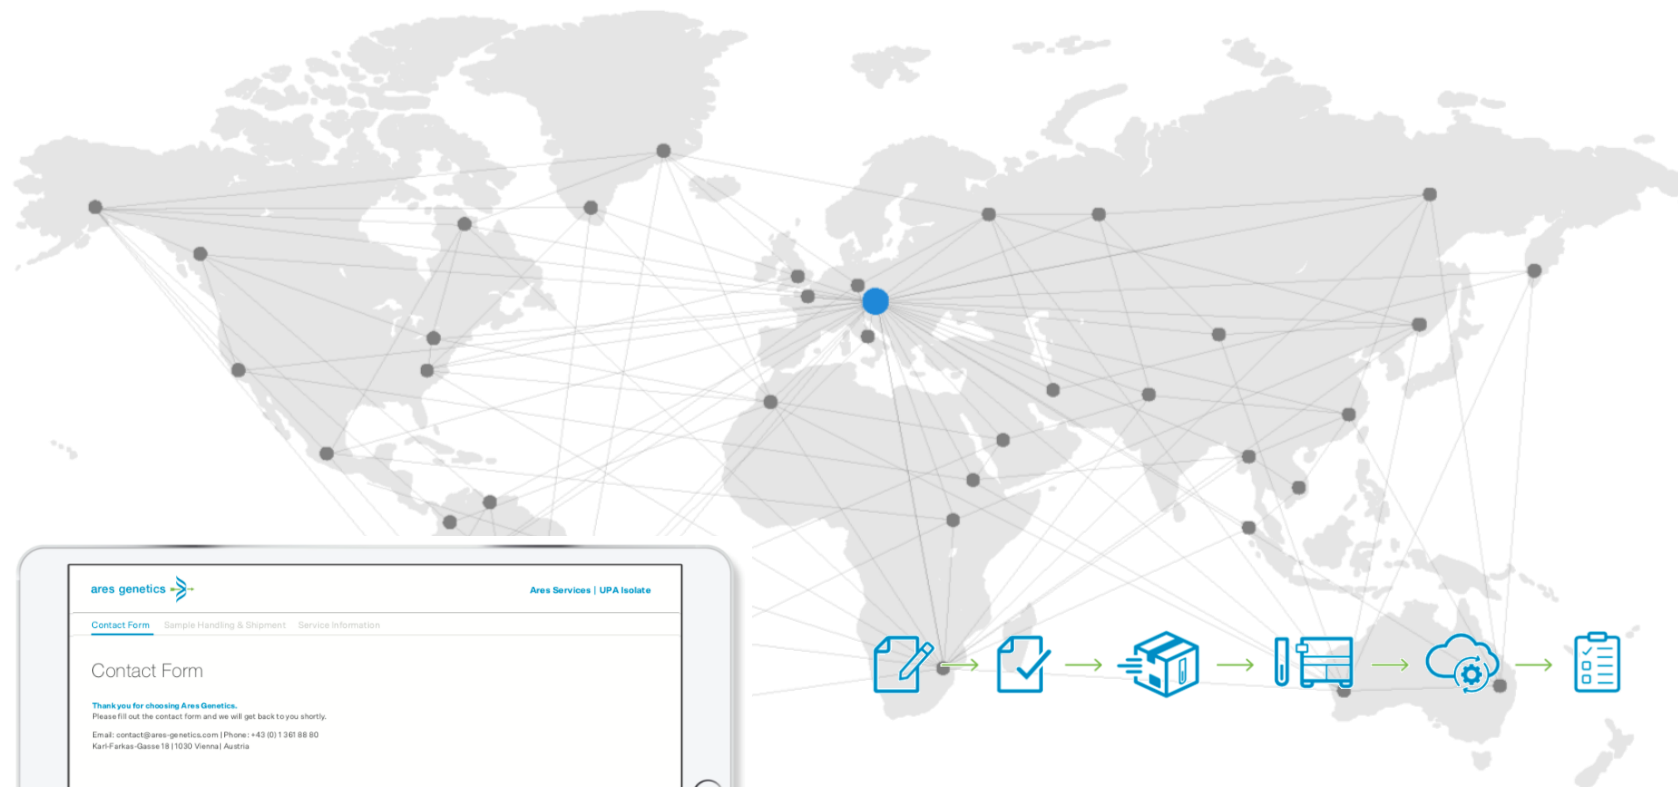 ares genetics
Ares Services | UPA Isolate
Contact Form Sample Handling & Shipment Service Information
Contact Form
Thank you for choosing Ares Genetics.
Please fill out the contact form and we will get back to you shortly.
Email: contact@ares-genetics.com | Phone: +43 (0) 1 361 88 80
Karl-Farkas-Gasse 18 | 1030 Vienna | Austria